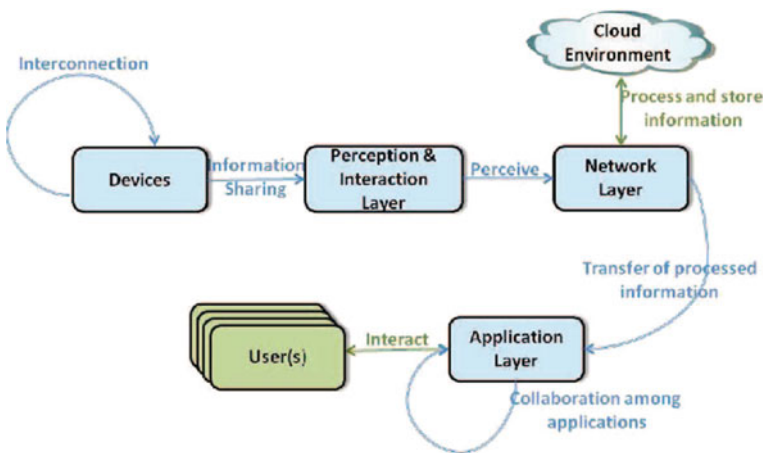 Cloud
Environment
Interconnection
Process and store
information
Devices
Information
Sharing
Perception &
Interaction
Layer
Perceive
Network
Layer
Transfer of processed
information
User(s)
Interact
Application
Layer
Collaboration among
applications